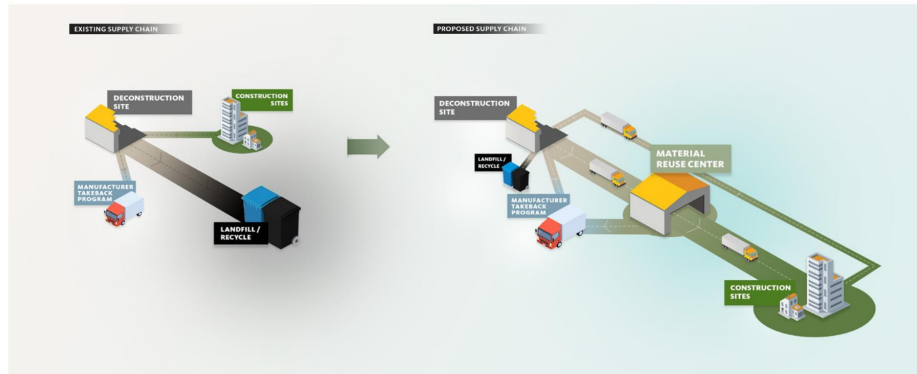 EXISTING SUPPLY CHAIN
DECONSTRUCTION
SITE
CONSTRUCTION
SITES
MANUFACTURER
TAKEBACK
PROGRAM
LANDFILL /
RECYCLE
PROPOSED SUPPLY CHAIN
DECONSTRUCTION
SITE
LANDFILL /
RECYCLE
MANUFACTURER
TAKEBACK
PROGRAM
MATERIAL
REUSE CENTER
CONSTRUCTION
SITES